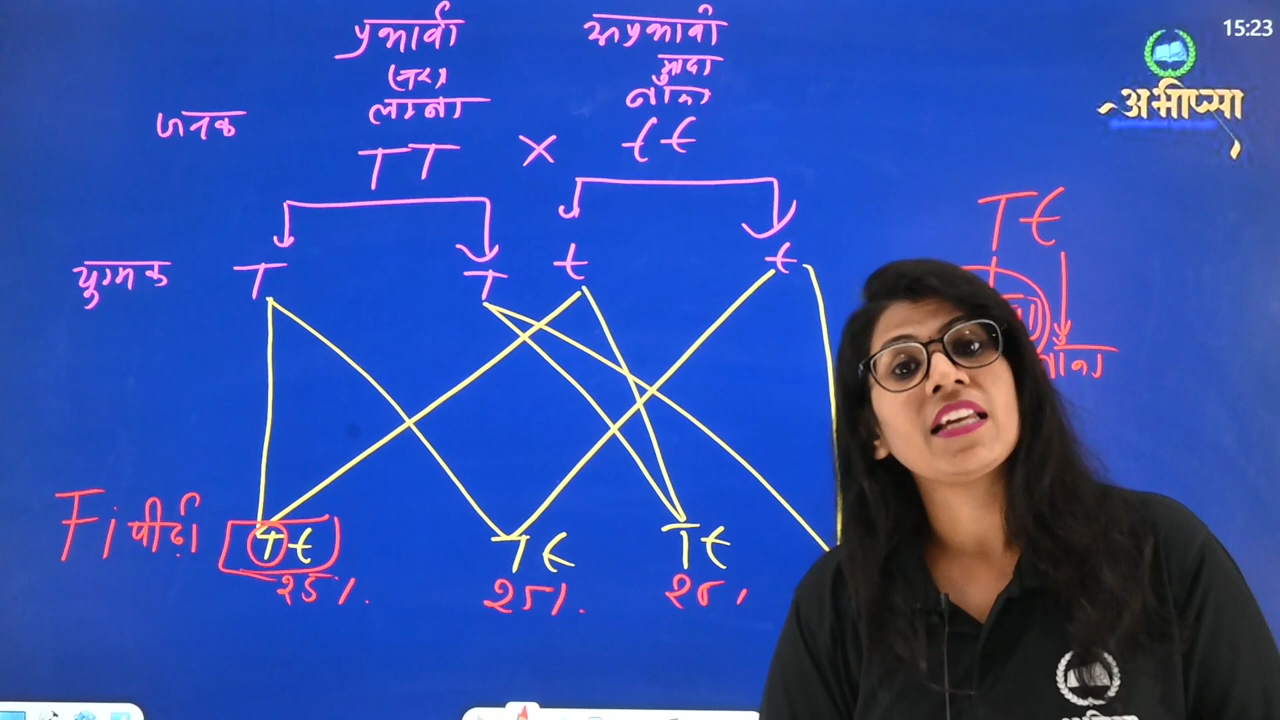 प्रभावी अप्रभावी
(नर) मादा
लम्बा
जनक
TT × tt
युग्मक T T t t
F1 पीढ़ी Tt Tt Tt
25%. 25%.
Tt
15:23
अभीप्सा